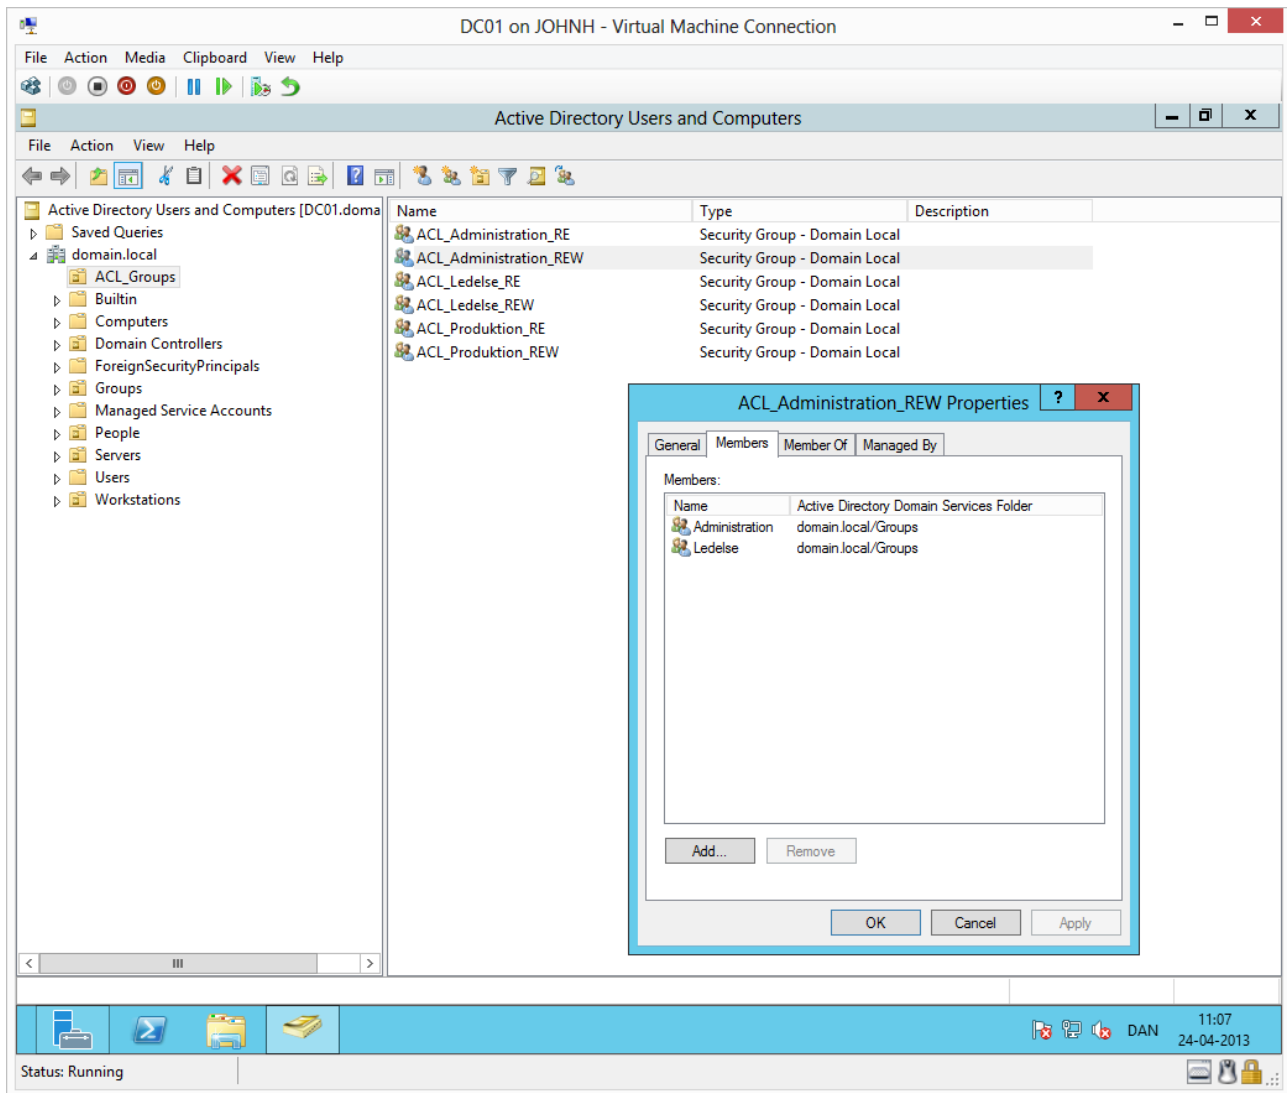 DC01 on JOHNH - Virtual Machine Connection
File Action Media Clipboard View Help
Active Directory Users and Computers
File Action View Help
Active Directory Users and Computers [DC01.doma
Saved Queries
domain.local
ACL_Groups
Builtin
Computers
Domain Controllers
ForeignSecurityPrincipals
Groups
Managed Service Accounts
People
Servers
Users
Workstations
Name Type Description
ACL_Administration_RE Security Group - Domain Local
ACL_Administration_REW Security Group - Domain Local
ACL_Ledelse_RE Security Group - Domain Local
ACL_Ledelse_REW Security Group - Domain Local
ACL_Produktion_RE Security Group - Domain Local
ACL_Produktion_REW Security Group - Domain Local
ACL_Administration_REW Properties
General Members Member Of Managed By
Members:
Name Active Directory Domain Services Folder
Administration domain.local/Groups
Ledelse domain.local/Groups
Add... Remove
OK Cancel Apply
DAN
11:07
24-04-2013
Status: Running